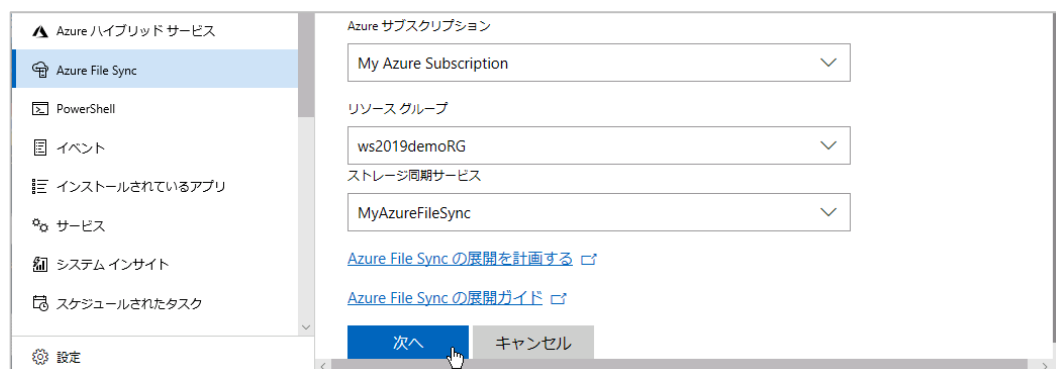 Azure ハイブリッド サービス
Azure File Sync
PowerShell
イベント
インストールされているアプリ
サービス
システム インサイト
スケジュールされたタスク
設定
Azure サブスクリプション
My Azure Subscription
リソース グループ
ws2019demoRG
ストレージ同期サービス
MyAzureFileSync
Azure File Sync の展開を計画する
Azure File Sync の展開ガイド
次へ キャンセル